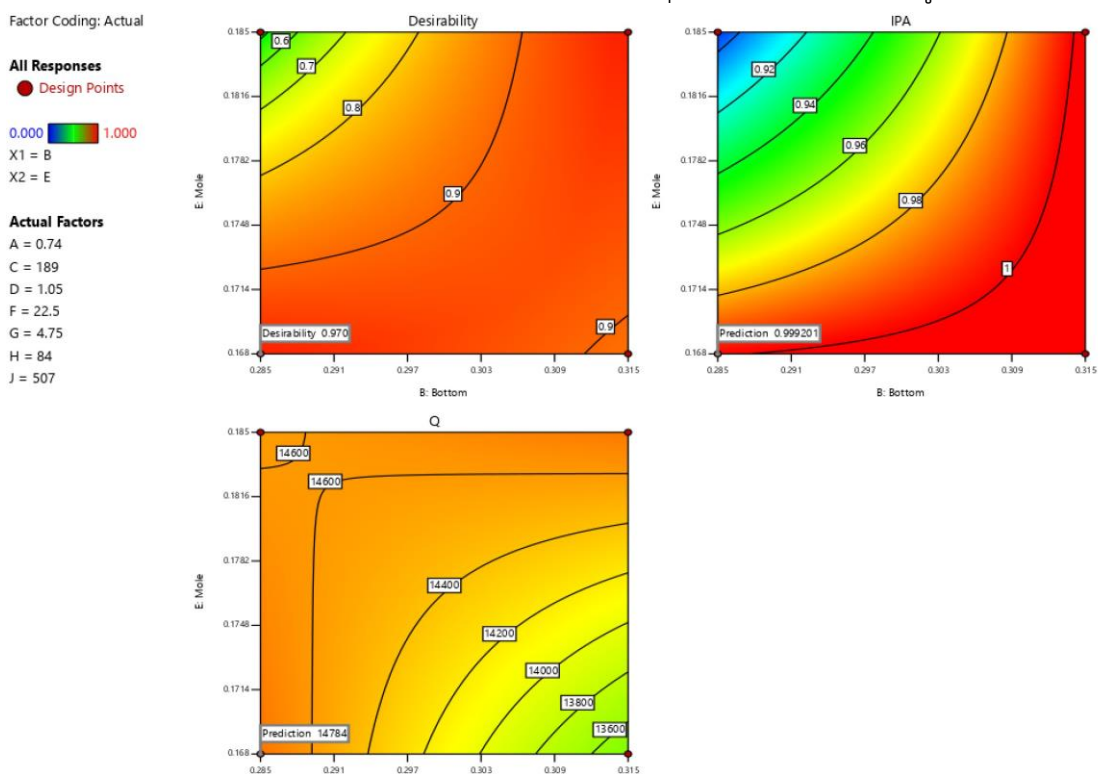 Factor Coding: Actual
All Responses
Design Points
0.000 1.000
X1 = B
X2 = E
Actual Factors
A = 0.74
C = 189
D = 1.05
F = 22.5
G = 4.75
H = 84
J = 507
Desirability
E: Mole
0.185
0.1816
0.1782
0.1748
0.1714
0.168
0.6
0.7
0.8
0.9
0.9
Desirability 0.970
0.285 0.291 0.297 0.303 0.309 0.315
B: Bottom
IPA
E: Mole
0.185
0.1816
0.1782
0.1748
0.1714
0.168
0.92
0.94
0.96
0.98
1
Prediction 0.999201
0.285 0.291 0.297 0.303 0.309 0.315
B: Bottom
Q
E: Mole
0.185
0.1816
0.1782
0.1748
0.1714
0.168
14600
14600
14400
14200
14000
13800
13600
Prediction 14784
0.285 0.291 0.297 0.303 0.309 0.315
B: Bottom